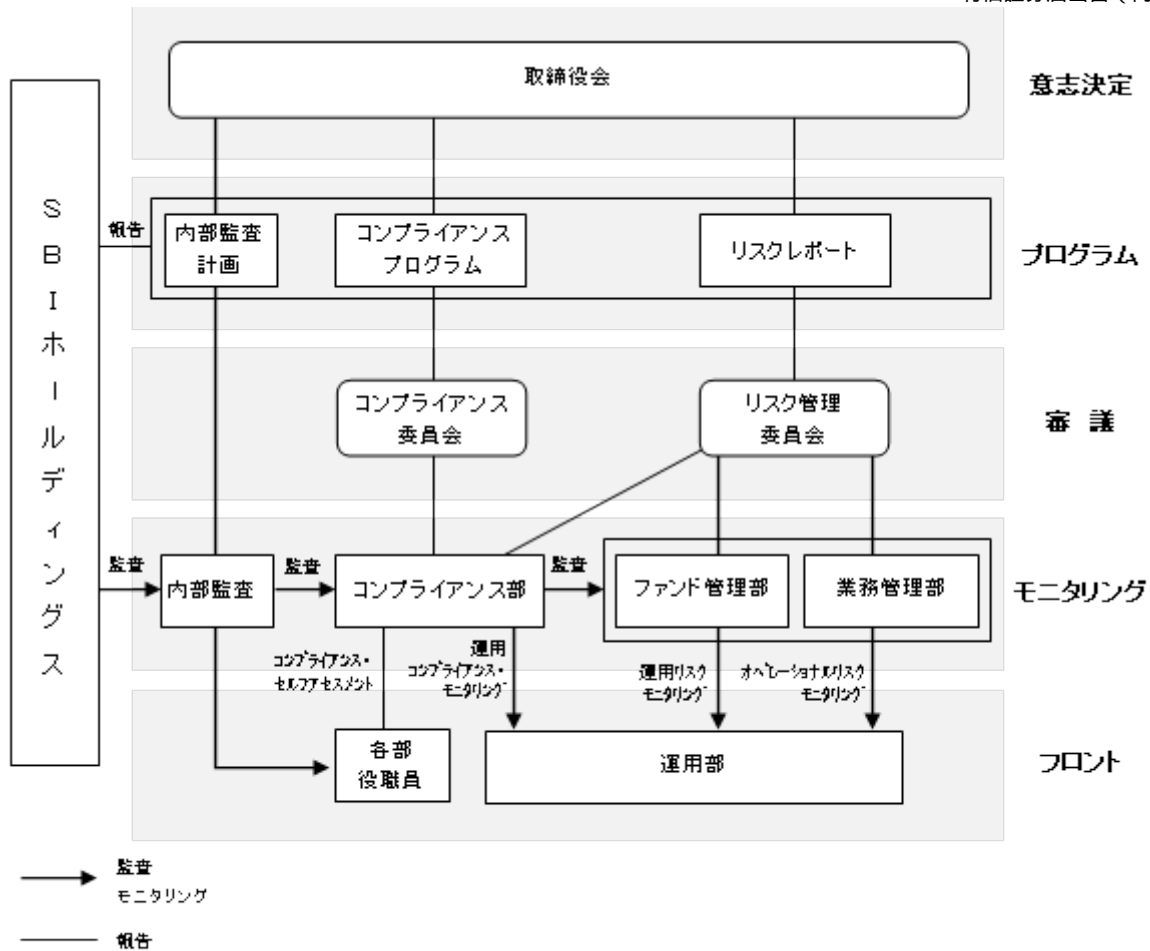 取締役会
意志決定
SBIホールディングス
報告
内部監査
計画
コンプライアンス
プログラム
リスクレポート
プログラム
コンプライアンス
委員会
リスク管理
委員会
審 議
監査
内部監査
監査
コンプライアンス部
監査
ファンド管理部
業務管理部
モニタリング
コンプライアンス・
セルフアセスメント
運用
コンプライアンス・
モニタリング
運用リスク
モニタリング
オペレーショナルリスク
モニタリング
各部
役職員
運用部
フロント
監査
モニタリング
報告